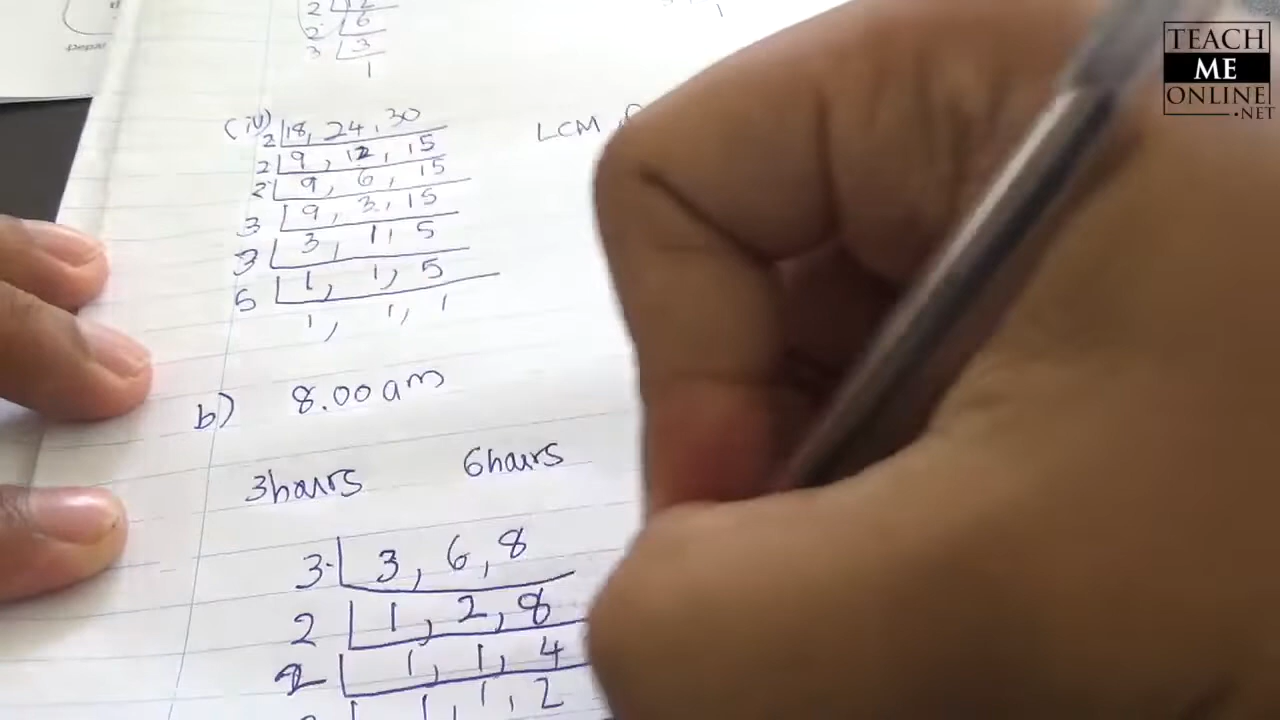 2 12
2 6
3 3
1
(iv)
2 18, 24, 30
2 9, 12, 15
2 9, 6, 15
3 9, 3, 15
3 3, 1, 5
5 1, 1, 5
1, 1, 1
LCM
b) 8.00 am
3hours 6hours
3 3, 6, 8
2 1, 2, 8
2 1, 1, 4
1, 1, 2
TEACH
ME
ONLINE
.NET